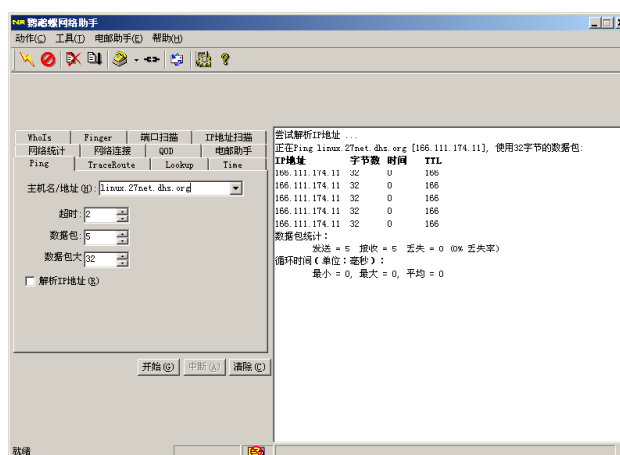 NR 鹦鹉螺网络助手
动作(C) 工具(T) 电邮助手(E) 帮助(H)
WhoIs Finger 端口扫描 IP地址扫描
网络统计 网络连接 QOD 电邮助手
Ping TraceRoute Lookup Time
主机名/地址(H): linux.27net.dhs.org
超时: 2
数据包: 5
数据包大 32
解析IP地址(R)
开始(G) 中断(A) 清除(C)
尝试解析IP地址 ...
正在Ping linux.27net.dhs.org [166.111.174.11], 使用32字节的数据包:
IP地址 字节数 时间 TTL
166.111.174.11 32 0 166
166.111.174.11 32 0 166
166.111.174.11 32 0 166
166.111.174.11 32 0 166
166.111.174.11 32 0 166
数据包统计：
发送 = 5 接收 = 5 丢失 = 0 (0% 丢失率)
循环时间(单位：毫秒)：
最小 = 0, 最大 = 0, 平均 = 0
就绪